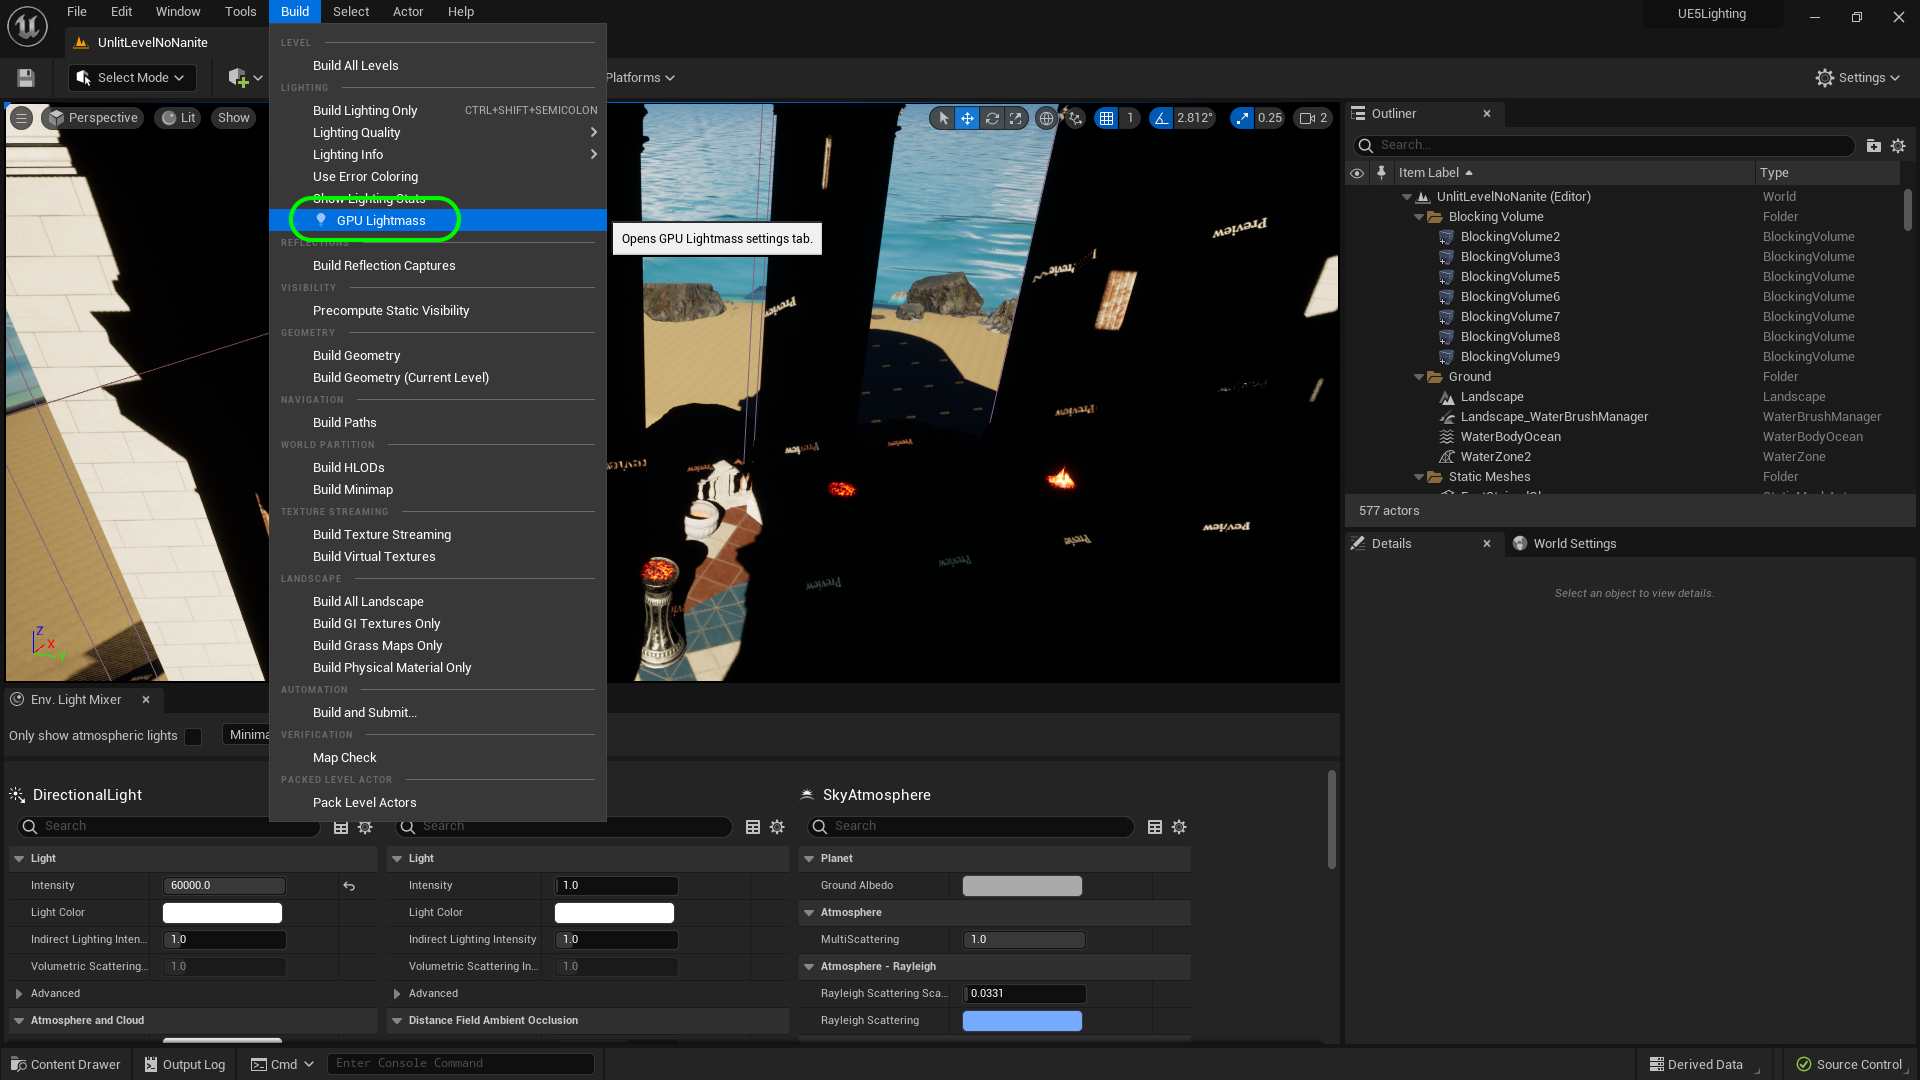 File Edit Window Tools Build Select Actor Help
UE5Lighting
UnlitLevelNoNanite
Select Mode
Platforms
Settings
LEVEL
Build All Levels
LIGHTING
Build Lighting Only CTRL+SHIFT+SEMICOLON
Lighting Quality
Lighting Info
Use Error Coloring
Show Lighting Stats
GPU Lightmass
Opens GPU Lightmass settings tab.
REFLECTIONS
Build Reflection Captures
VISIBILITY
Precompute Static Visibility
GEOMETRY
Build Geometry
Build Geometry (Current Level)
NAVIGATION
Build Paths
WORLD PARTITION
Build HLODs
Build Minimap
TEXTURE STREAMING
Build Texture Streaming
Build Virtual Textures
LANDSCAPE
Build All Landscape
Build GI Textures Only
Build Grass Maps Only
Build Physical Material Only
AUTOMATION
Build and Submit...
VERIFICATION
Map Check
PACKED LEVEL ACTOR
Pack Level Actors
Perspective Lit Show
1 2.812° 0.25 2
Preview
Preview
Preview
Preview
Preview
Preview
Preview
Preview
Preview
Preview
Z
X
Y
Outliner
Search...
Item Label Type
UnlitLevelNoNanite (Editor) World
Blocking Volume Folder
BlockingVolume2 BlockingVolume
BlockingVolume3 BlockingVolume
BlockingVolume5 BlockingVolume
BlockingVolume6 BlockingVolume
BlockingVolume7 BlockingVolume
BlockingVolume8 BlockingVolume
BlockingVolume9 BlockingVolume
Ground Folder
Landscape Landscape
Landscape_WaterBrushManager WaterBrushManager
WaterBodyOcean WaterBodyOcean
WaterZone2 WaterZone
Static Meshes Folder
577 actors
Details World Settings
Select an object to view details.
Env. Light Mixer
Only show atmospheric lights Minima
DirectionalLight
Search
Light
Intensity 60000.0
Light Color
Indirect Lighting Inten... 1.0
Volumetric Scattering... 1.0
Advanced
Atmosphere and Cloud
Search
Light
Intensity 1.0
Light Color
Indirect Lighting Intensity 1.0
Volumetric Scattering In... 1.0
Advanced
Distance Field Ambient Occlusion
SkyAtmosphere
Search
Planet
Ground Albedo
Atmosphere
MultiScattering 1.0
Atmosphere - Rayleigh
Rayleigh Scattering Sca... 0.0331
Rayleigh Scattering
Content Drawer Output Log Cmd Enter Console Command Derived Data Source Control